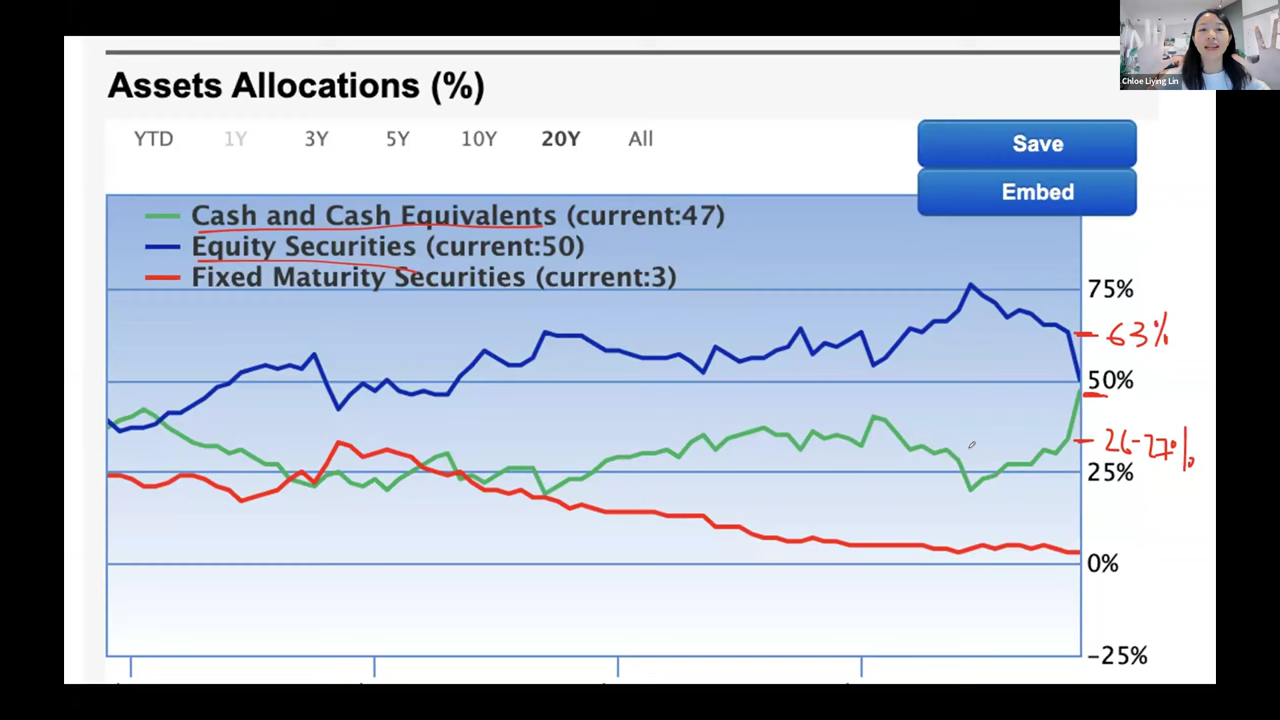 Chloe Liying Lin
Assets Allocations (%)
YTD 1Y 3Y 5Y 10Y 20Y All
Save
Embed
Cash and Cash Equivalents (current:47)
Equity Securities (current:50)
Fixed Maturity Securities (current:3)
75%
63%
50%
26-27%
25%
0%
-25%